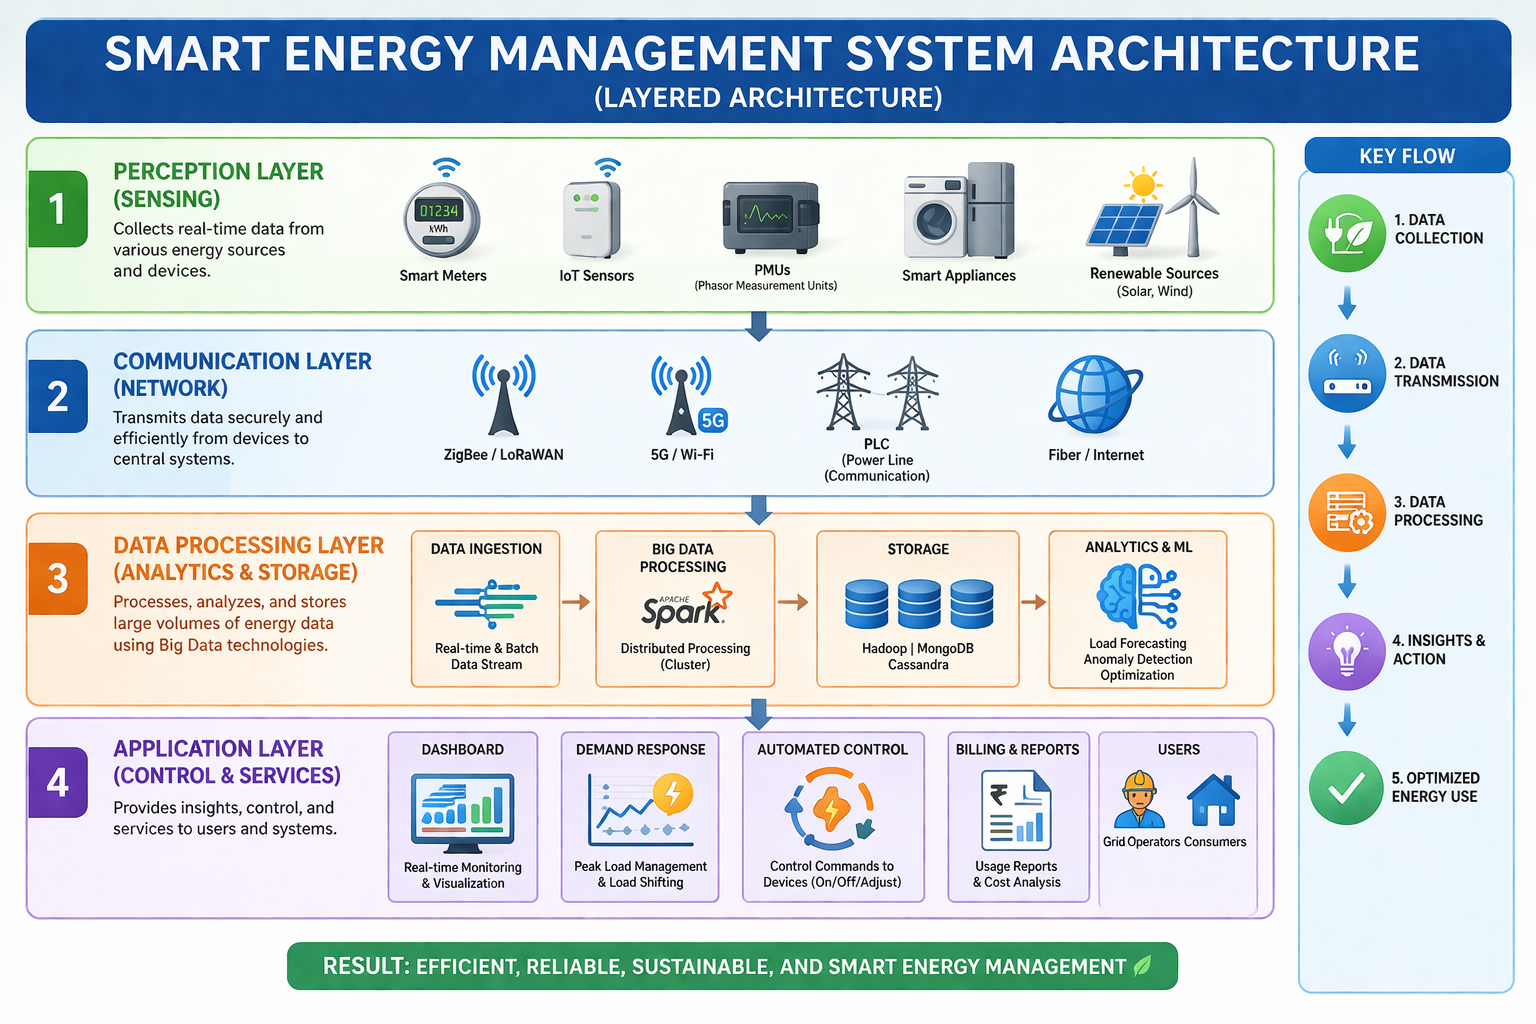 SMART ENERGY MANAGEMENT SYSTEM ARCHITECTURE
(LAYERED ARCHITECTURE)
1
PERCEPTION LAYER
(SENSING)
Collects real-time data from
various energy sources
and devices.
01234
kWh
Smart Meters
IoT Sensors
PMUs
(Phasor Measurement Units)
Smart Appliances
Renewable Sources
(Solar, Wind)
2
COMMUNICATION LAYER
(NETWORK)
Transmits data securely and
efficiently from devices to
central systems.
ZigBee / LoRaWAN
5G
5G / Wi-Fi
PLC
(Power Line
(Communication)
Fiber / Internet
3
DATA PROCESSING LAYER
(ANALYTICS & STORAGE)
Processes, analyzes, and stores
large volumes of energy data
using Big Data technologies.
DATA INGESTION
Real-time & Batch
Data Stream
BIG DATA
PROCESSING
APACHE
Spark
Distributed Processing
(Cluster)
STORAGE
Hadoop | MongoDB
Cassandra
ANALYTICS & ML
Load Forecasting
Anomaly Detection
Optimization
4
APPLICATION LAYER
(CONTROL & SERVICES)
Provides insights, control, and
services to users and systems.
DASHBOARD
Real-time Monitoring
& Visualization
DEMAND RESPONSE
Peak Load Management
& Load Shifting
AUTOMATED CONTROL
Control Commands to
Devices (On/Off/Adjust)
BILLING & REPORTS
₹
Usage Reports
& Cost Analysis
USERS
Grid Operators
Consumers
KEY FLOW
1. DATA
COLLECTION
2. DATA
TRANSMISSION
3. DATA
PROCESSING
4. INSIGHTS &
ACTION
5. OPTIMIZED
ENERGY USE
RESULT: EFFICIENT, RELIABLE, SUSTAINABLE, AND SMART ENERGY MANAGEMENT